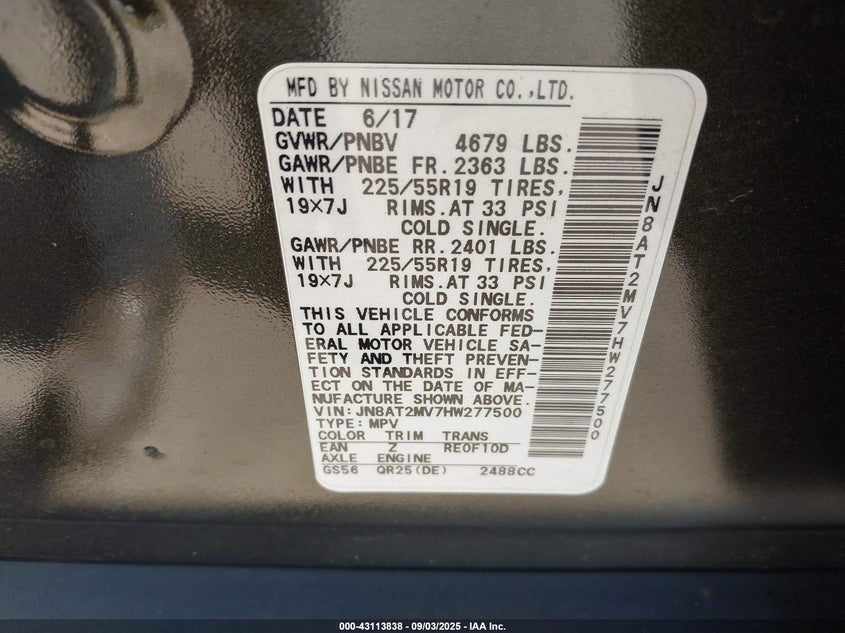 MFD BY NISSAN MOTOR CO.,LTD.
DATE 6/17
GVWR/PNBV 4679 LBS.
GAWR/PNBE FR. 2363 LBS.
WITH 225/55R19 TIRES,
19×7J RIMS. AT 33 PSI
COLD SINGLE.
GAWR/PNBE RR. 2401 LBS.
WITH 225/55R19 TIRES,
19×7J RIMS. AT 33 PSI
COLD SINGLE.
THIS VEHICLE CONFORMS
TO ALL APPLICABLE FED-
ERAL MOTOR VEHICLE SA-
FETY AND THEFT PREVEN-
TION STANDARDS IN EFF-
ECT ON THE DATE OF MA-
NUFACTURE SHOWN ABOVE.
VIN:JN8AT2MV7HW277500
TYPE:MPV
COLOR TRIM TRANS
EAN Z RE0F10D
AXLE ENGINE
GS56 QR25(DE) 2488CC
JN8AT2MV7HW277500
000-43113838 - 09/03/2025 - IAA Inc.